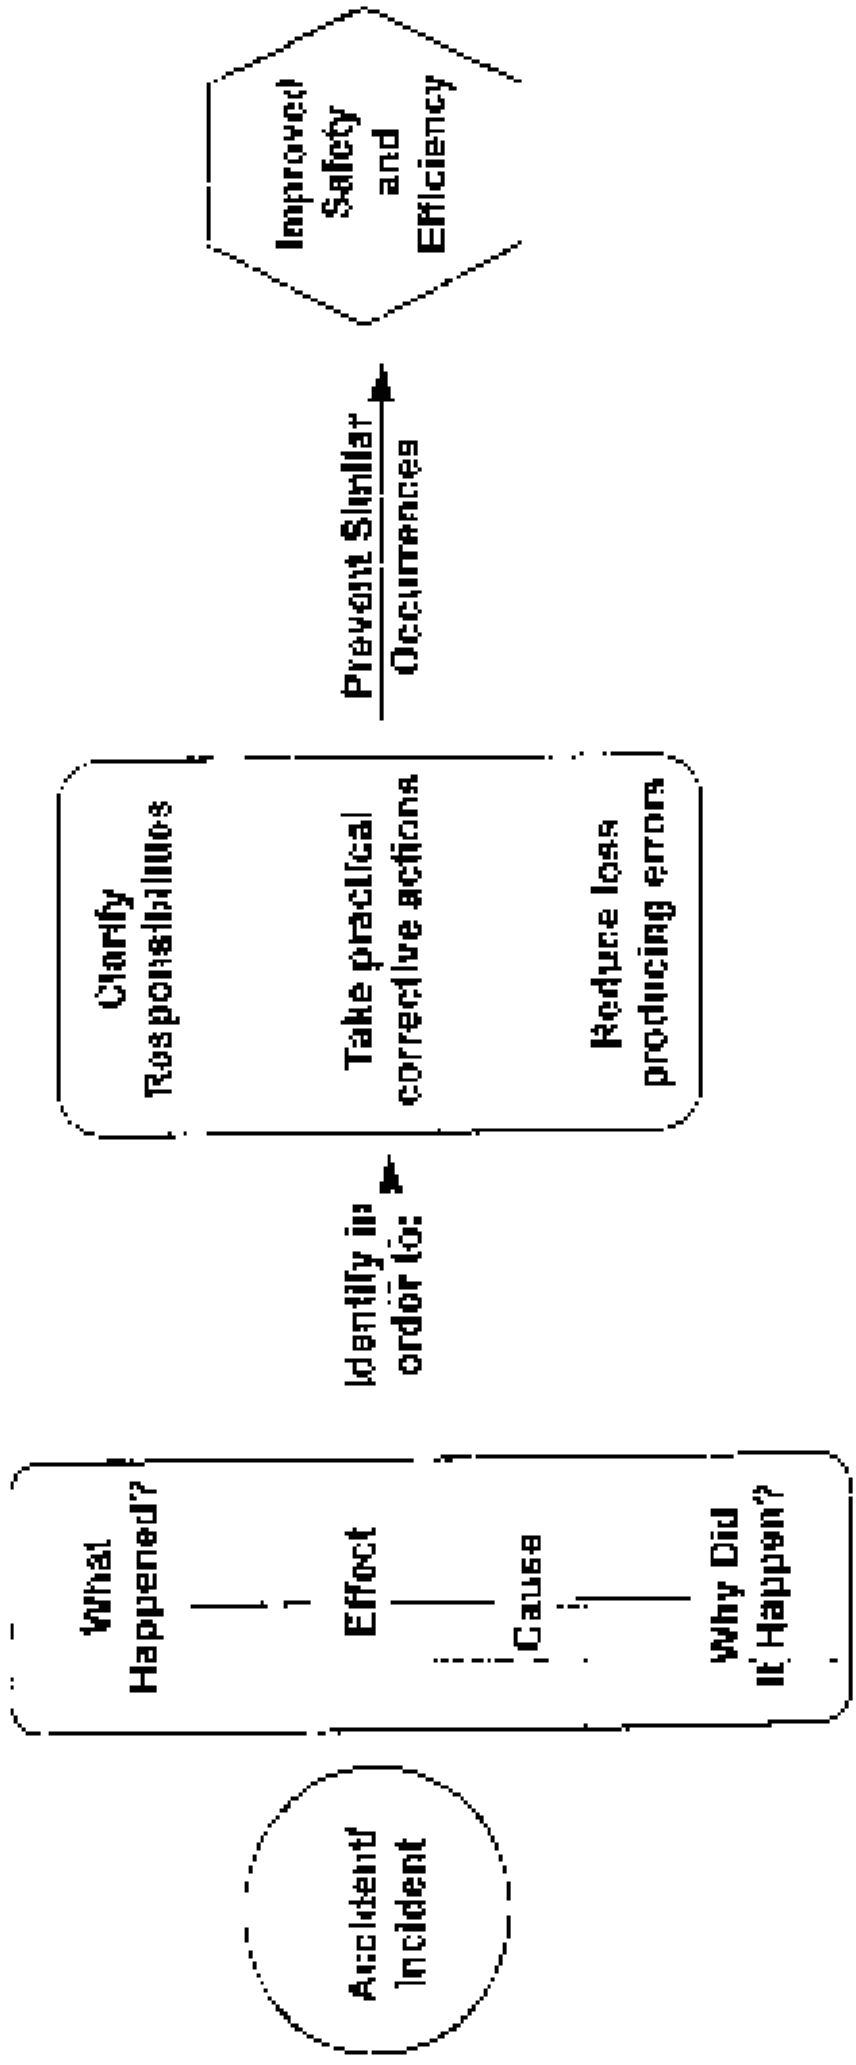 Accident/
Incident
What
Happened?
Effect
Cause
Why Did
It Happen?
Identify in
order to:
Clarify
Responsibilities
Take practical
corrective actions
Reduce loss
producing errors
Prevent Similar
Occurrences
Improved
Safety
and
Efficiency